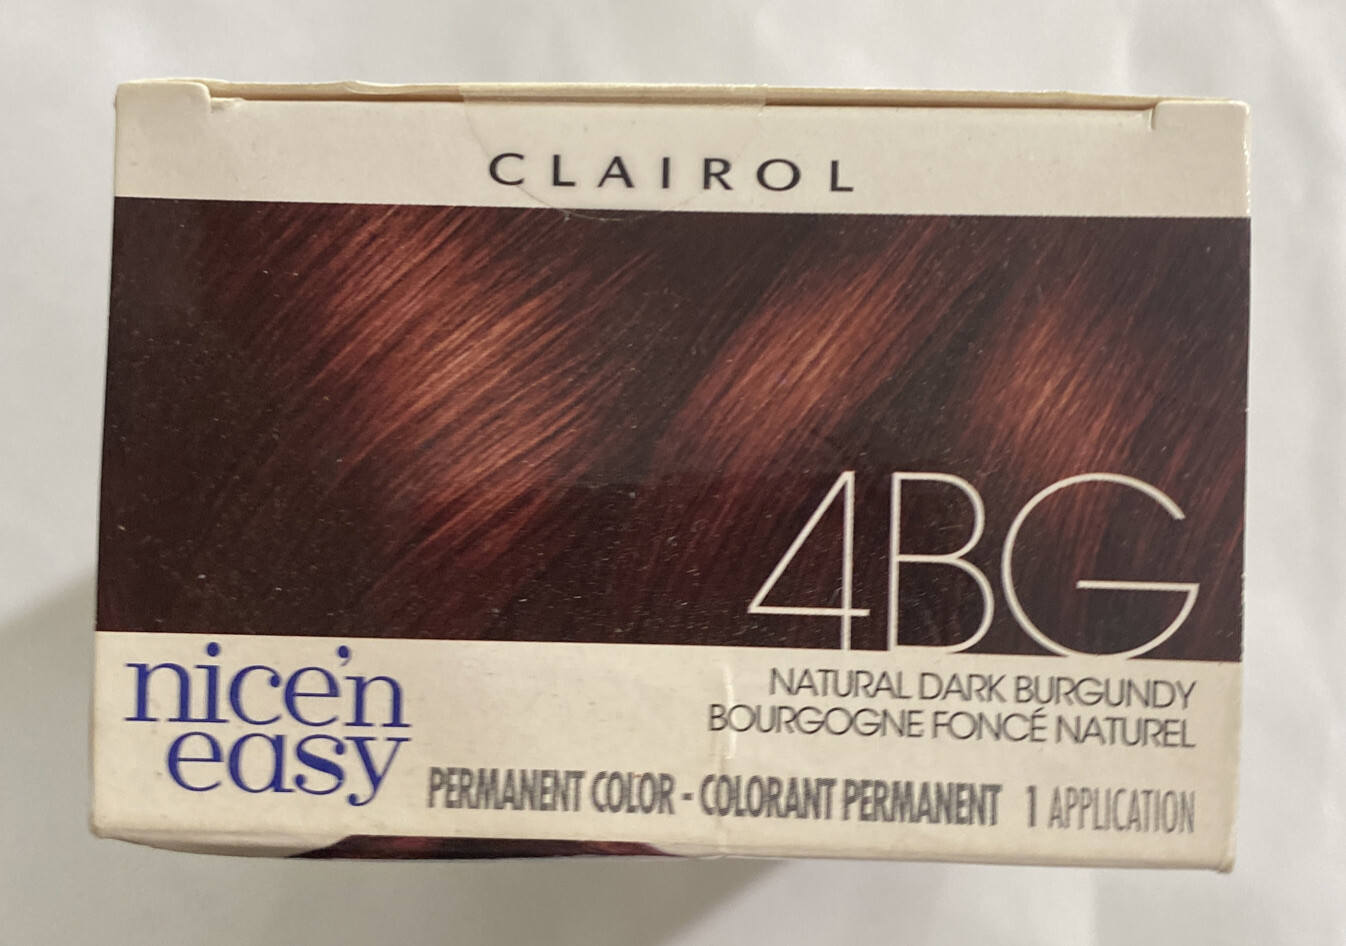 CLAIROL
4BG
NATURAL DARK BURGUNDY
BOURGOGNE FONCÉ NATUREL
nice'n
easy
PERMANENT COLOR - COLORANT PERMANENT 1 APPLICATION